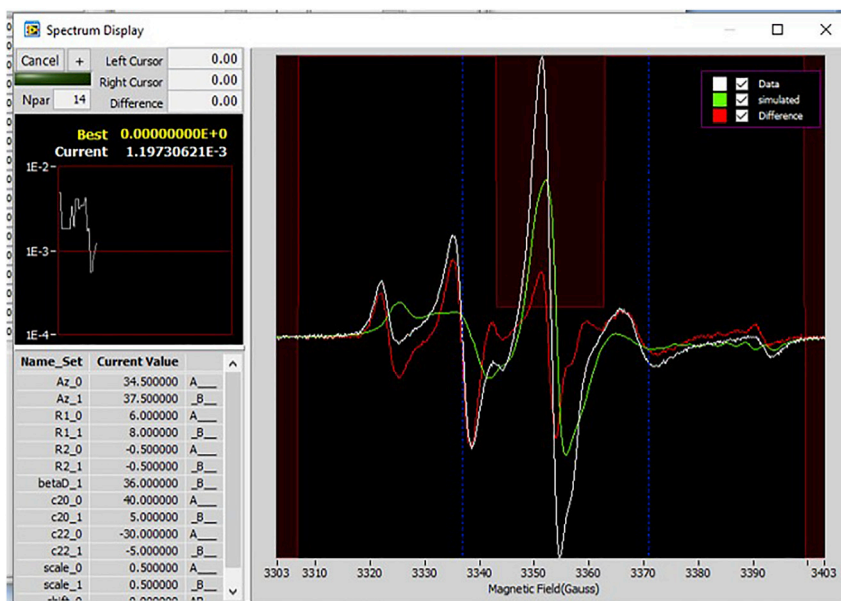 Spectrum Display
Cancel + Left Cursor 0.00
Right Cursor 0.00
Npar 14 Difference 0.00
Best 0.00000000E+0
Current 1.19730621E-3
1E-2
1E-3
1E-4
Data
simulated
Difference
Name_Set Current Value
Az_0 34.500000 A___
Az_1 37.500000 _B__
R1_0 6.000000 A___
R1_1 8.000000 _B__
R2_0 -0.500000 A___
R2_1 -0.500000 _B__
betaD_1 36.000000 _B__
c20_0 40.000000 A___
c20_1 5.000000 _B__
c22_0 -30.000000 A___
c22_1 -5.000000 _B__
scale_0 0.500000 A___
scale_1 0.500000 _B__
3303 3310 3320 3330 3340 3350 3360 3370 3380 3390 3403
Magnetic Field(Gauss)